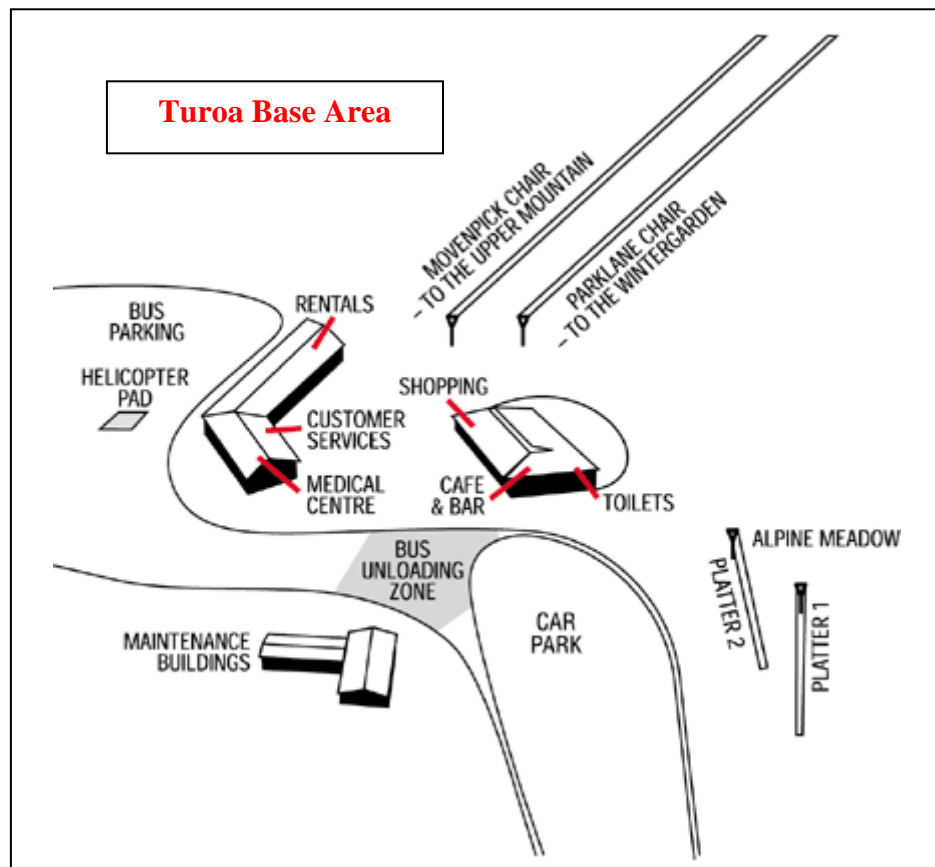 Turoa Base Area
MOVENPICK CHAIR
- TO THE UPPER MOUNTAIN
PARKLANE CHAIR
- TO THE WINTERGARDEN
BUS
PARKING
RENTALS
HELICOPTER
PAD
SHOPPING
CUSTOMER
SERVICES
MEDICAL
CENTRE
CAFE
& BAR
TOILETS
BUS
UNLOADING
ZONE
CAR
PARK
ALPINE MEADOW
PLATTER 2
PLATTER 1
MAINTENANCE
BUILDINGS